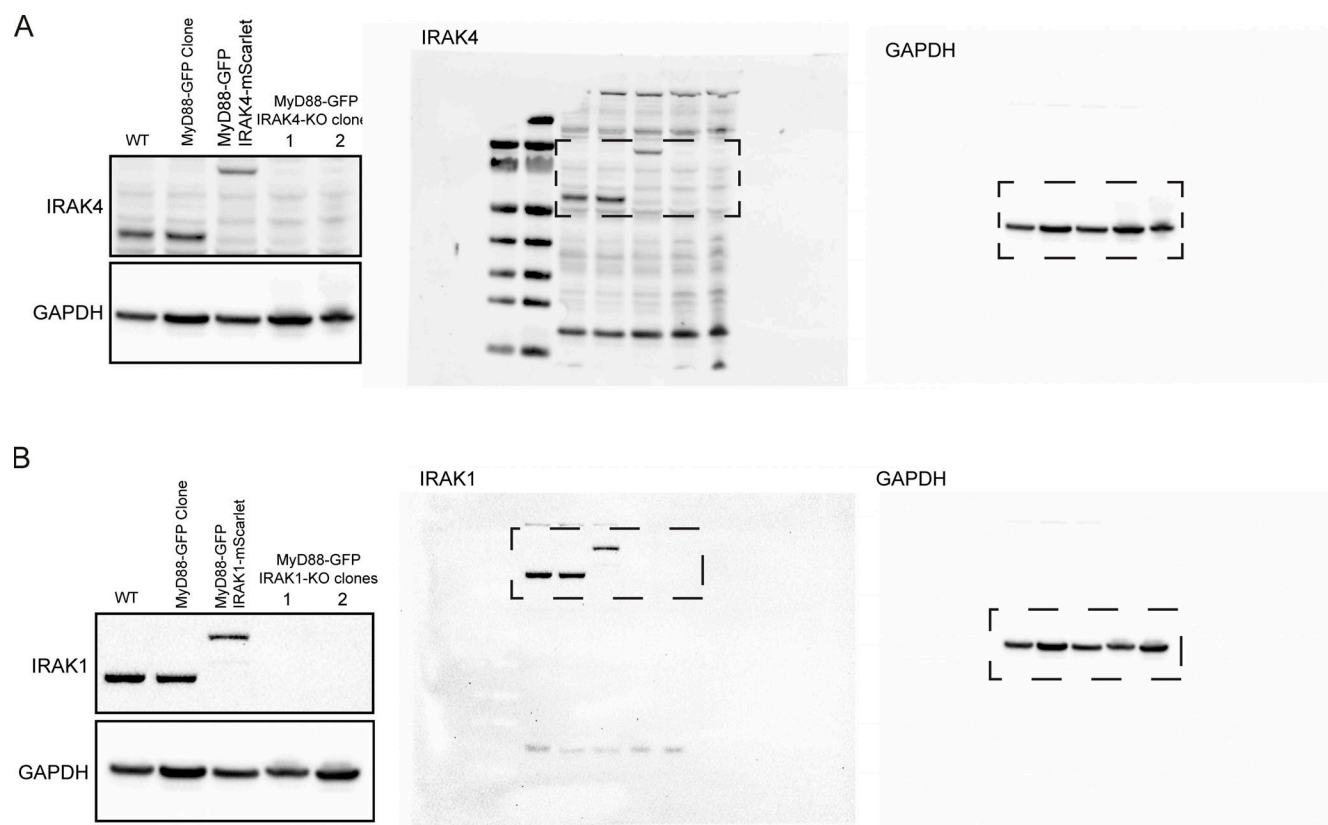 A
WT
MyD88-GFP Clone
MyD88-GFP
IRAK4-mScarlet
MyD88-GFP
IRAK4-KO clone
1
2
IRAK4
GAPDH
IRAK4
GAPDH
B
WT
MyD88-GFP Clone
MyD88-GFP
IRAK1-mScarlet
MyD88-GFP
IRAK1-KO clones
1
2
IRAK1
GAPDH
IRAK1
GAPDH